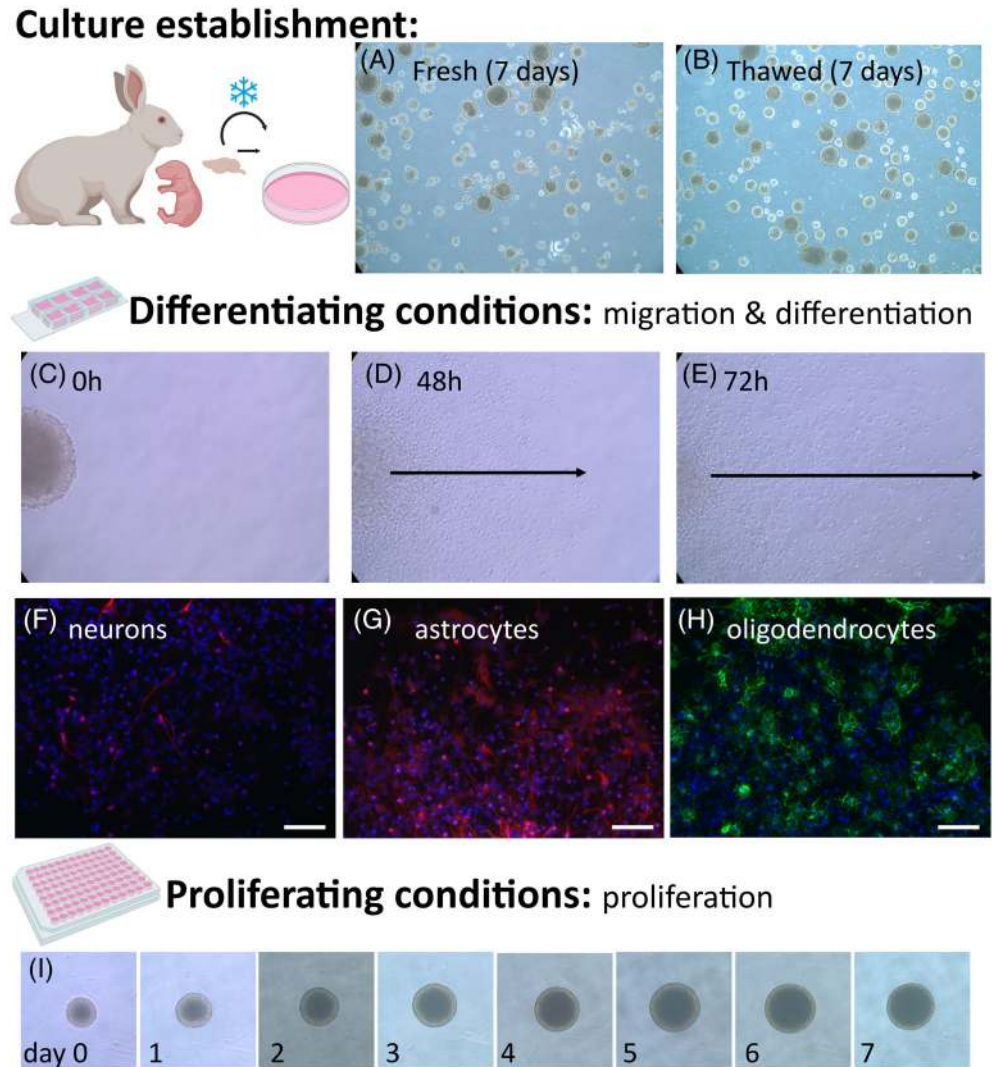 Culture establishment:
(A) Fresh (7 days)
(B) Thawed (7 days)
Differentiating conditions: migration & differentiation
(C) 0h
(D) 48h
(E) 72h
(F) neurons
(G) astrocytes
(H) oligodendrocytes
Proliferating conditions: proliferation
(I)
day 0 1 2 3 4 5 6 7